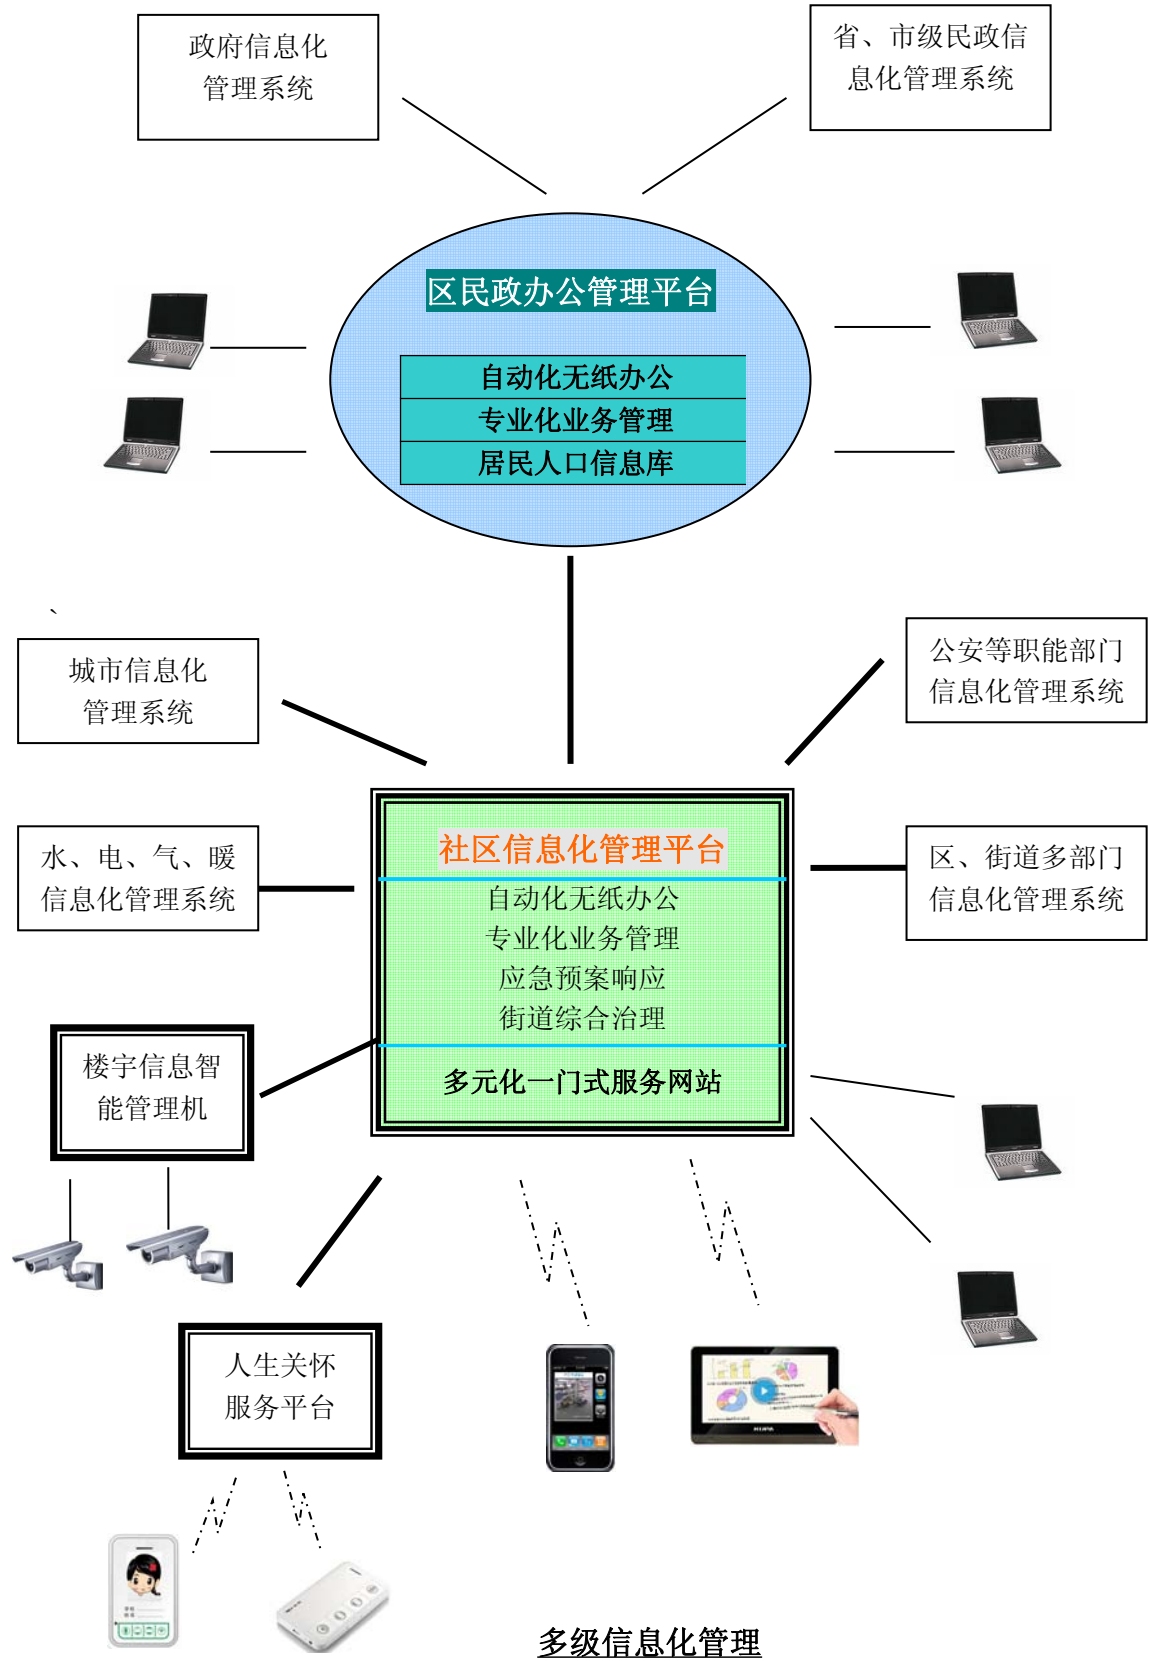 政府信息化
管理系统
省、市级民政信
息化管理系统
区民政办公管理平台
自动化无纸办公
专业化业务管理
居民人口信息库
、
城市信息化
管理系统
公安等职能部门
信息化管理系统
社区信息化管理平台
水、电、气、暖
信息化管理系统
区、街道多部门
信息化管理系统
自动化无纸办公
专业化业务管理
应急预案响应
街道综合治理
多元化一门式服务网站
楼宇信息智
能管理机
人生关怀
服务平台
多级信息化管理